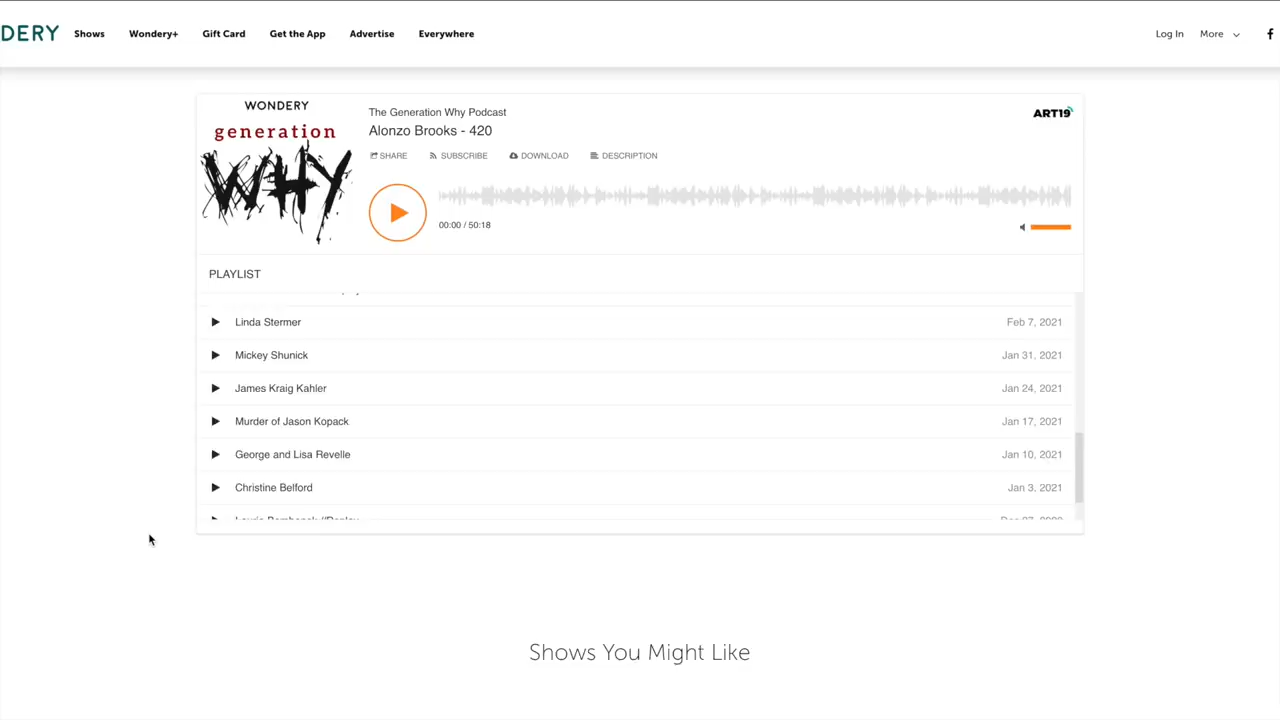 DERY Shows Wondery+ Gift Card Get the App Advertise Everywhere Log In More
WONDERY
generation
WHY
The Generation Why Podcast
ART19
Alonzo Brooks - 420
SHARE SUBSCRIBE DOWNLOAD DESCRIPTION
00:00 / 50:18
PLAYLIST
Linda Stermer Feb 7, 2021
Mickey Shunick Jan 31, 2021
James Kraig Kahler Jan 24, 2021
Murder of Jason Kopack Jan 17, 2021
George and Lisa Revelle Jan 10, 2021
Christine Belford Jan 3, 2021
Shows You Might Like